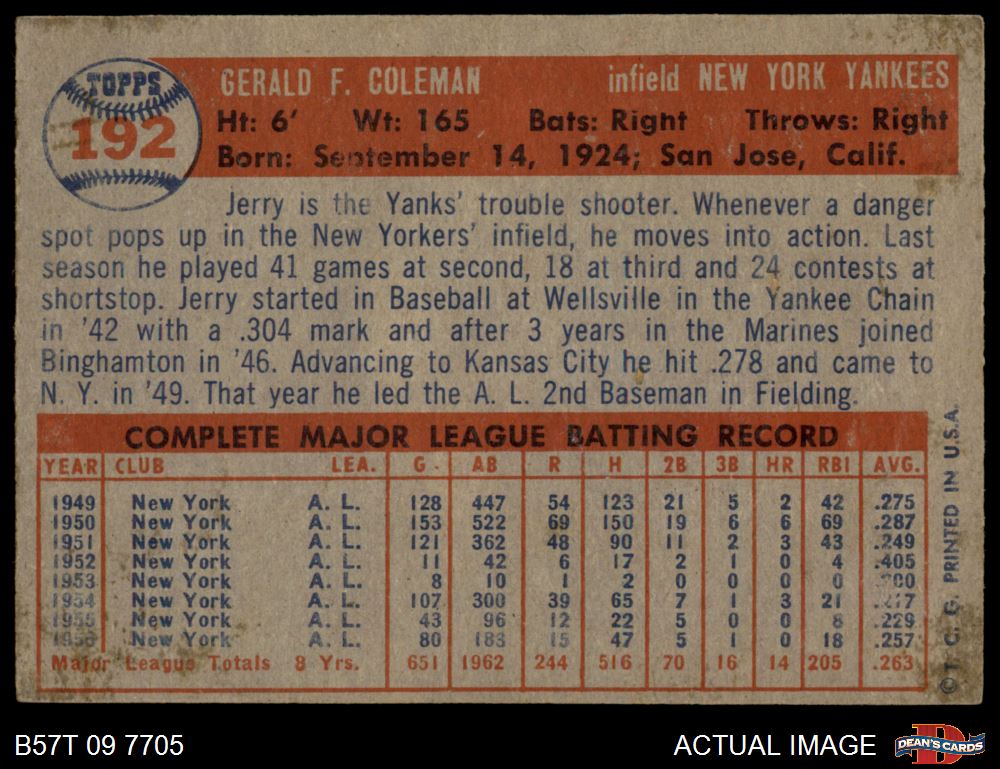 TOPPS
192
GERALD F. COLEMAN infield NEW YORK YANKEES
Ht: 6' Wt: 165 Bats: Right Throws: Right
Born: September 14, 1924; San Jose, Calif.
Jerry is the Yanks' trouble shooter. Whenever a danger
spot pops up in the New Yorkers' infield, he moves into action. Last
season he played 41 games at second, 18 at third and 24 contests at
shortstop. Jerry started in Baseball at Wellsville in the Yankee Chain
in '42 with a .304 mark and after 3 years in the Marines joined
Binghamton in '46. Advancing to Kansas City he hit .278 and came to
N. Y. in '49. That year he led the A. L. 2nd Baseman in Fielding.
COMPLETE MAJOR LEAGUE BATTING RECORD
YEAR CLUB LEA. G AB R H 2B 3B HR RBI AVG.
1949 New York A. L. 128 447 54 123 21 5 2 42 .275
1950 New York A. L. 153 522 69 150 19 6 6 69 .287
1951 New York A. L. 121 362 48 90 11 2 3 43 .249
1952 New York A. L. 11 42 6 17 2 1 0 4 .405
1953 New York A. L. 8 10 1 2 0 0 0 0 .200
1954 New York A. L. 107 300 39 65 7 1 3 21 .217
1955 New York A. L. 43 96 12 22 5 0 0 8 .229
1956 New York A. L. 80 183 15 47 5 1 0 18 .257
Major League Totals 8 Yrs. 651 1962 244 516 70 16 14 205 .263
© T. C. G. PRINTED IN U.S.A.
B57T 09 7705 ACTUAL IMAGE DEAN'S CARDS